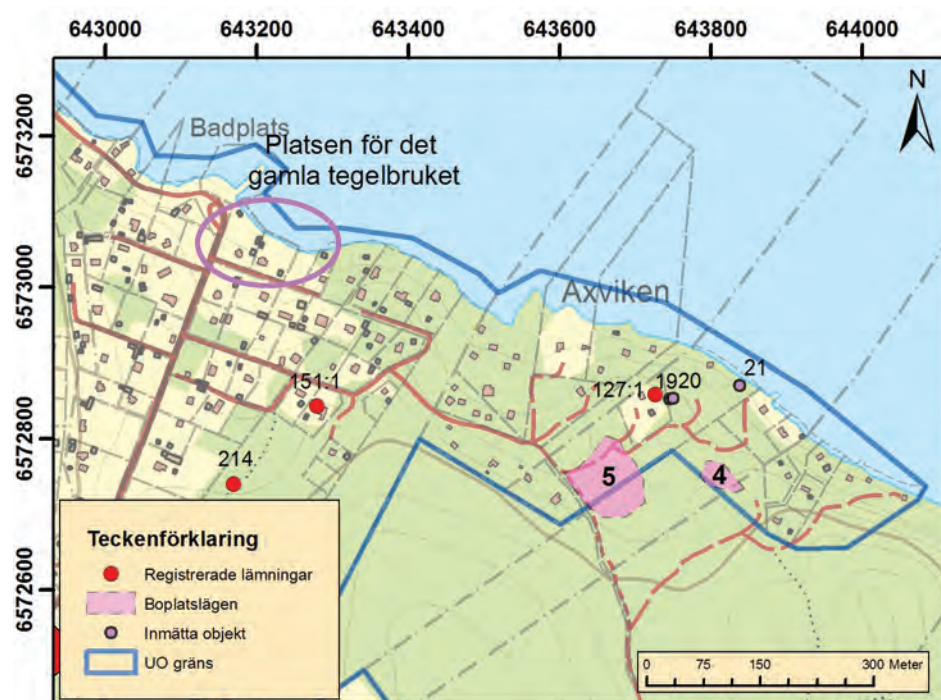 643000 643200 643400 643600 643800 644000
N
6573200
Badplats
Platsen för det
gamla tegelbruket
6573000
Axviken
21
151:1
127:1 1920
6572800
214
5
4
6572600
Teckenförklaring
Registrerade lämningar
Boplatslägen
Inmätta objekt
UO gräns
0 75 150 300 Meter